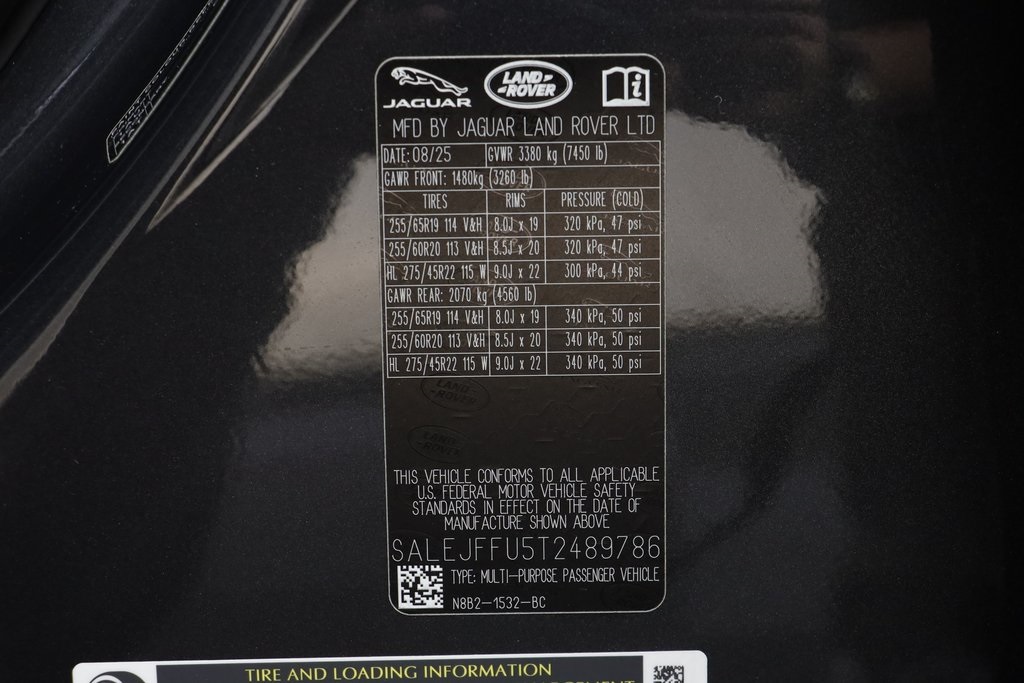 JAGUAR
LAND ROVER
MFD BY JAGUAR LAND ROVER LTD
DATE: 08/25 GVWR 3380 kg (7450 lb)
GAWR FRONT: 1480kg (3260 lb)
TIRES RIMS PRESSURE (COLD)
255/65R19 114 V&H 8.0J x 19 320 kPa, 47 psi
255/60R20 113 V&H 8.5J x 20 320 kPa, 47 psi
HL 275/45R22 115 W 9.0J x 22 300 kPa, 44 psi
GAWR REAR: 2070 kg (4560 lb)
255/65R19 114 V&H 8.0J x 19 340 kPa, 50 psi
255/60R20 113 V&H 8.5J x 20 340 kPa, 50 psi
HL 275/45R22 115 W 9.0J x 22 340 kPa, 50 psi
LAND ROVER
LAND ROVER
THIS VEHICLE CONFORMS TO ALL APPLICABLE
U.S. FEDERAL MOTOR VEHICLE SAFETY
STANDARDS IN EFFECT ON THE DATE OF
MANUFACTURE SHOWN ABOVE
SALEJFFU5T2489786
TYPE: MULTI-PURPOSE PASSENGER VEHICLE
N8B2-1532-BC
TIRE AND LOADING INFORMATION